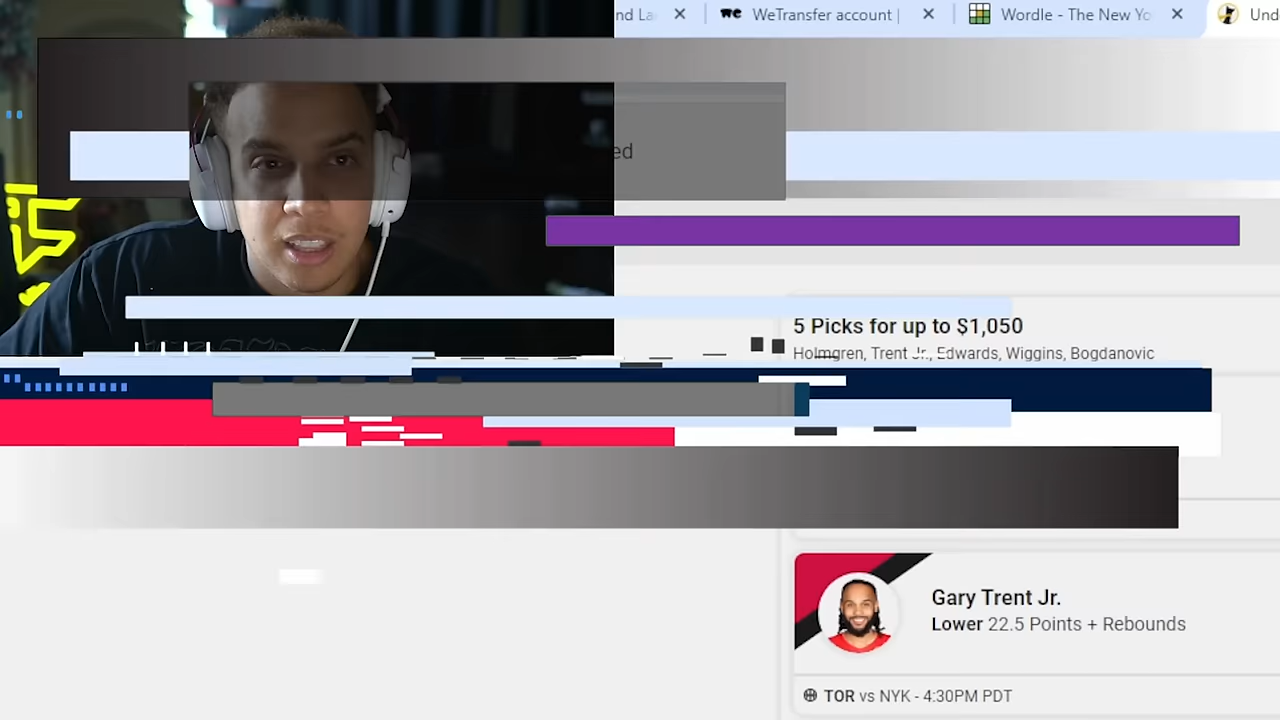 nd La
WeTransfer account |
Wordle - The New Yo
Und
ed
5 Picks for up to $1,050
Holmgren, Trent Jr., Edwards, Wiggins, Bogdanovic
Gary Trent Jr.
Lower 22.5 Points + Rebounds
TOR vs NYK - 4:30PM PDT